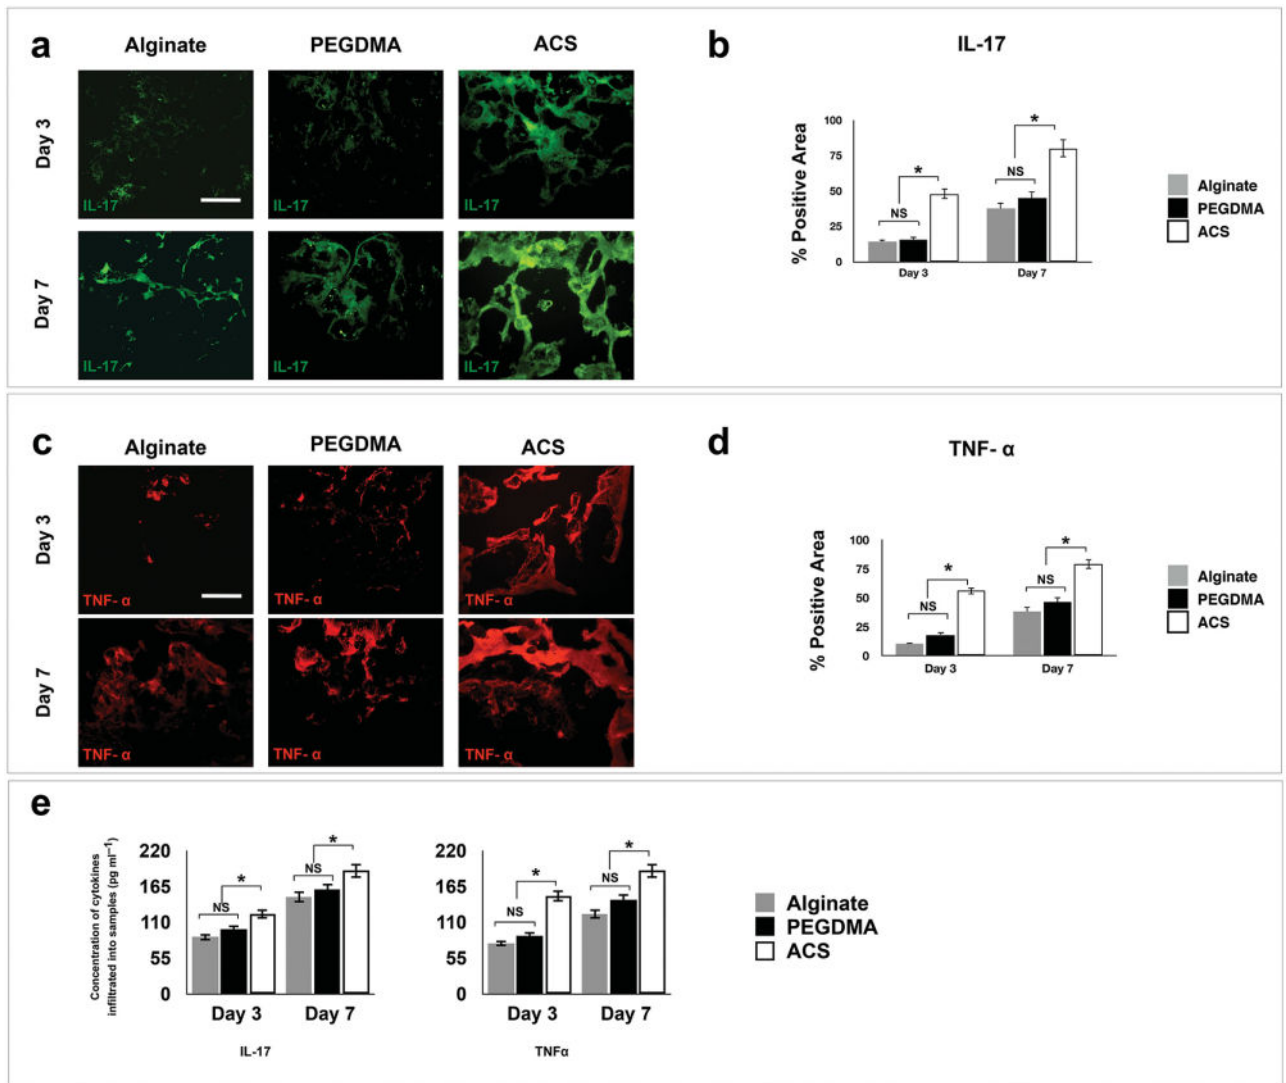 a
Alginate
PEGDMA
ACS
Day 3
IL-17
IL-17
IL-17
Day 7
IL-17
IL-17
IL-17
b
IL-17
% Positive Area
100
75
50
25
0
NS
*
NS
*
Day 3
Day 7
Alginate
PEGDMA
ACS
c
Alginate
PEGDMA
ACS
Day 3
TNF- α
TNF- α
TNF- α
Day 7
TNF- α
TNF- α
TNF- α
d
TNF- α
% Positive Area
100
75
50
25
0
NS
*
NS
*
Day 3
Day 7
Alginate
PEGDMA
ACS
e
Concentration of cytokines
infiltrated into samples (pg ml⁻¹)
220
165
110
55
0
NS
*
NS
*
Day 3
Day 7
IL-17
220
165
110
55
0
NS
*
NS
*
Day 3
Day 7
TNFα
Alginate
PEGDMA
ACS